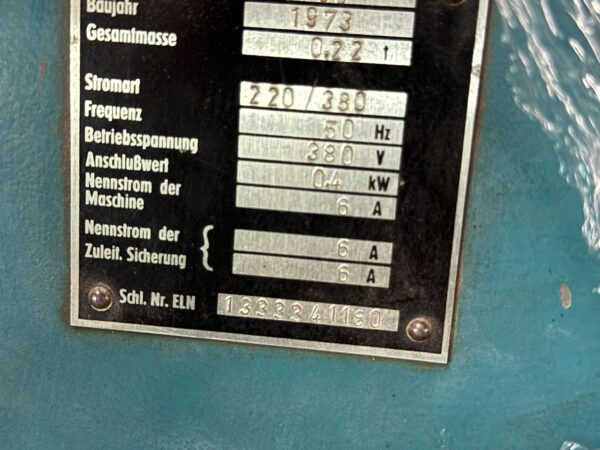 Baujahr 1973
Gesamtmasse 0.22 t
Stromart 220/380
Frequenz 50 Hz
Betriebsspannung 380 V
Anschlußwert 0.4 kW
Nennstrom der
Maschine 6 A
Nennstrom der 6 A
Zuleit. Sicherung 6 A
Schl. Nr. ELN 1333341180